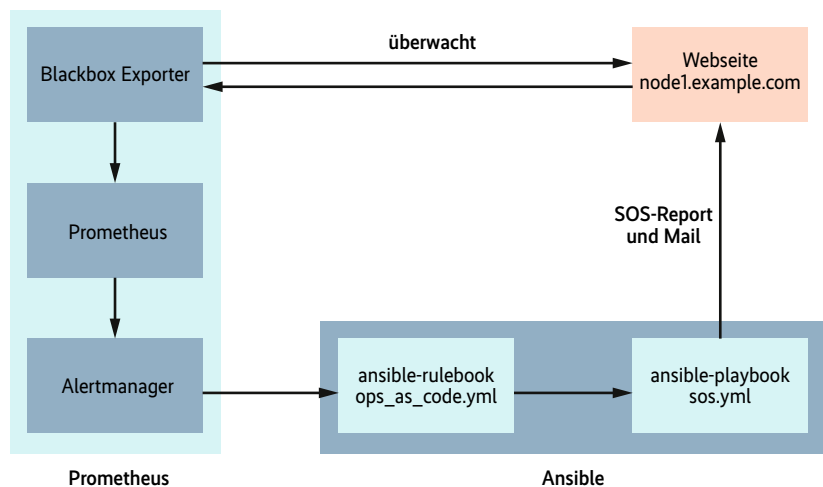 überwacht
Blackbox Exporter
Webseite
node1.example.com
Prometheus
SOS-Report
und Mail
Alertmanager
ansible-rulebook
ops_as_code.yml
ansible-playbook
sos.yml
Prometheus
Ansible